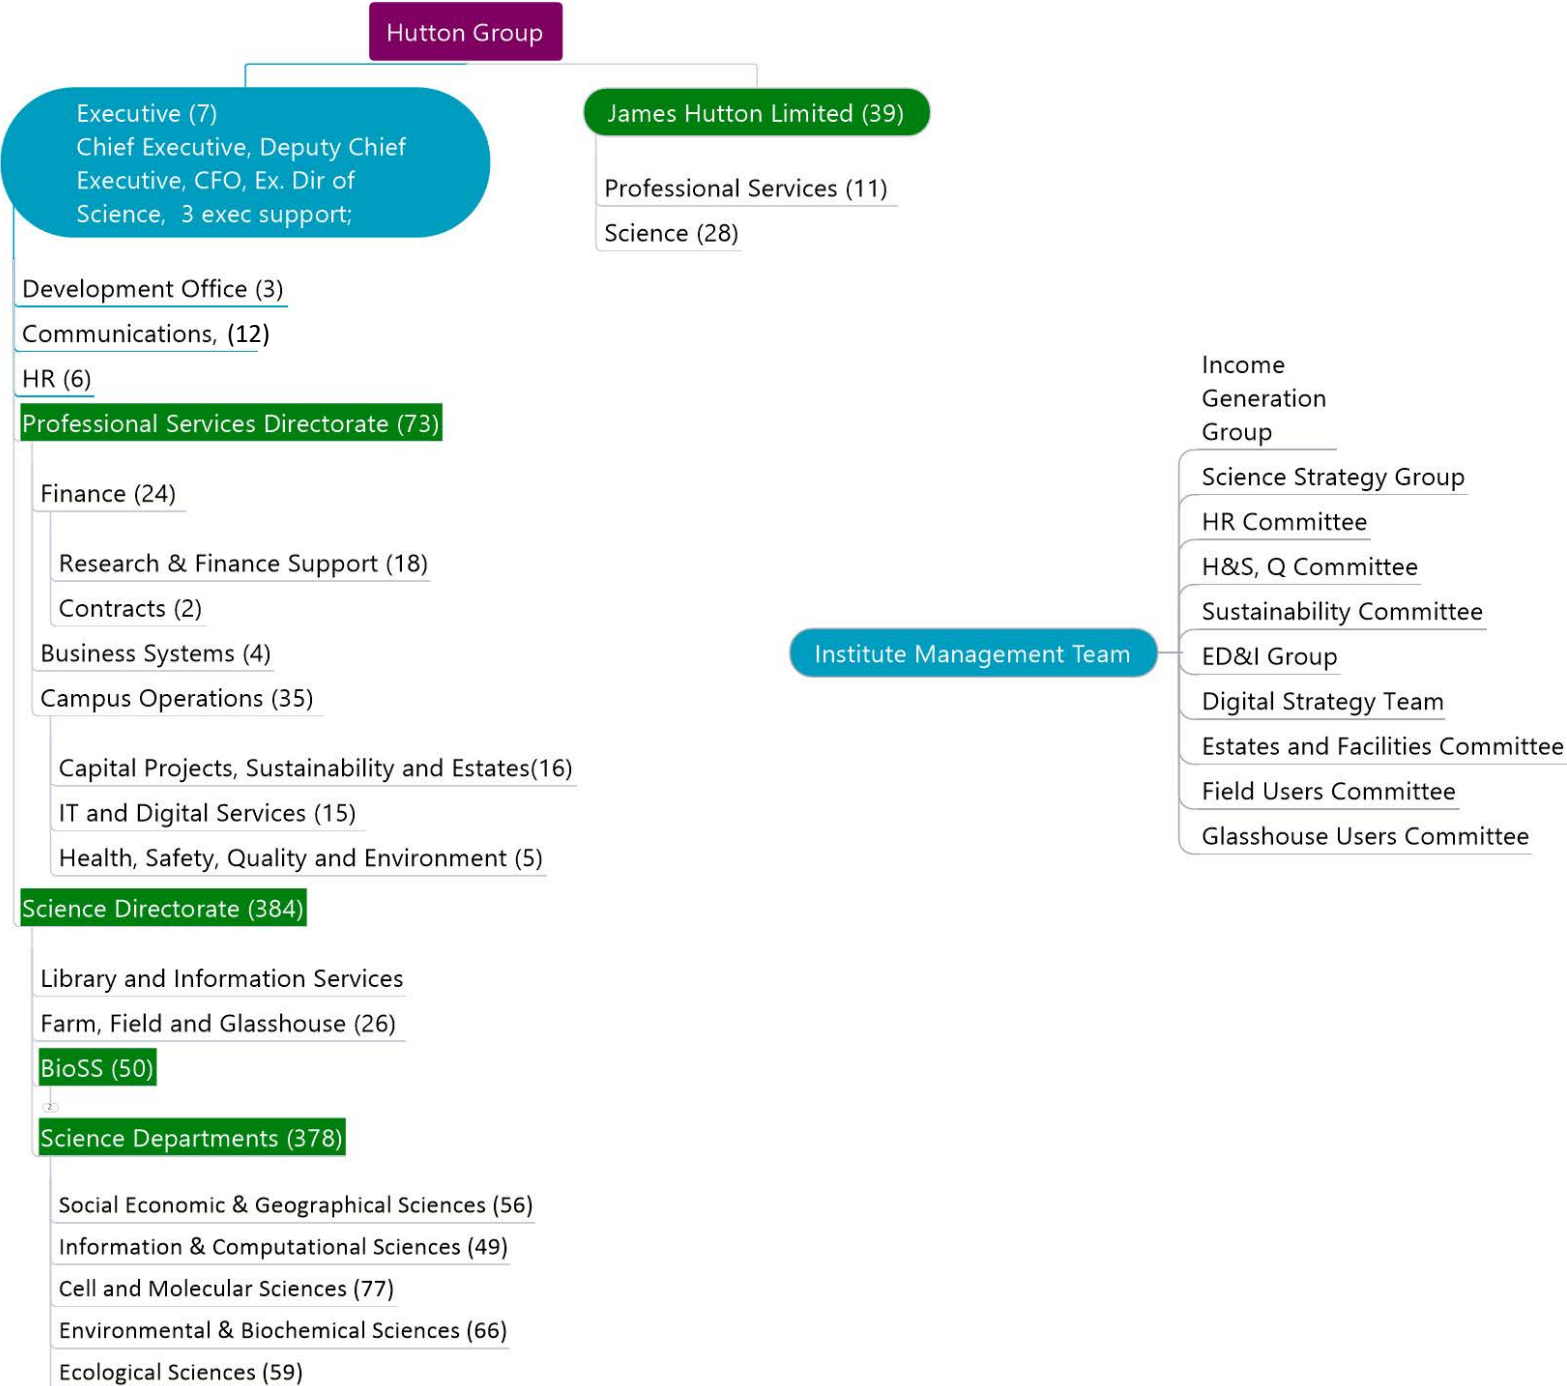 Hutton Group
Executive (7)
Chief Executive, Deputy Chief
Executive, CFO, Ex. Dir of
Science,  3 exec support;
James Hutton Limited (39)
Professional Services (11)
Science (28)
Development Office (3)
Communications, (12)
HR (6)
Professional Services Directorate (73)
Finance (24)
Research & Finance Support (18)
Contracts (2)
Business Systems (4)
Campus Operations (35)
Capital Projects, Sustainability and Estates(16)
IT and Digital Services (15)
Health, Safety, Quality and Environment (5)
Science Directorate (384)
Library and Information Services
Farm, Field and Glasshouse (26)
BioSS (50)
2
Science Departments (378)
Social Economic & Geographical Sciences (56)
Information & Computational Sciences (49)
Cell and Molecular Sciences (77)
Environmental & Biochemical Sciences (66)
Ecological Sciences (59)
Institute Management Team
Income
Generation
Group
Science Strategy Group
HR Committee
H&S, Q Committee
Sustainability Committee
ED&I Group
Digital Strategy Team
Estates and Facilities Committee
Field Users Committee
Glasshouse Users Committee